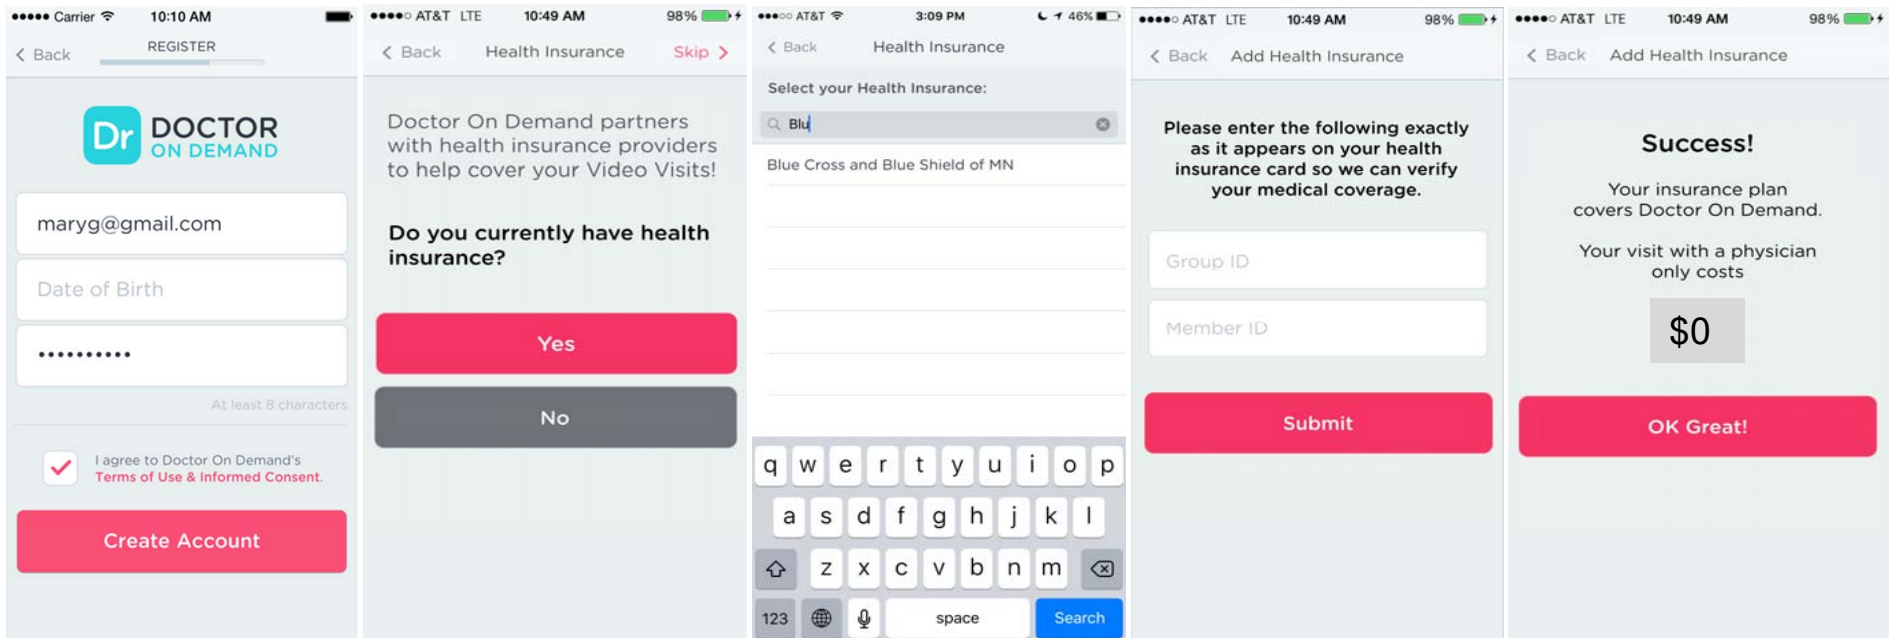 Carrier 10:10 AM
< Back REGISTER
Dr DOCTOR
ON DEMAND
maryg@gmail.com
Date of Birth
••••••••••
At least 8 characters
I agree to Doctor On Demand's
Terms of Use & Informed Consent.
Create Account
AT&T LTE 10:49 AM 98%
< Back Health Insurance Skip >
Doctor On Demand partners
with health insurance providers
to help cover your Video Visits!
Do you currently have health
insurance?
Yes
No
AT&T 3:09 PM 46%
< Back Health Insurance
Select your Health Insurance:
Blu
Blue Cross and Blue Shield of MN
q w e r t y u i o p
a s d f g h j k l
z x c v b n m
123 space Search
AT&T LTE 10:49 AM 98%
< Back Add Health Insurance
Please enter the following exactly
as it appears on your health
insurance card so we can verify
your medical coverage.
Group ID
Member ID
Submit
AT&T LTE 10:49 AM 98%
< Back Add Health Insurance
Success!
Your insurance plan
covers Doctor On Demand.
Your visit with a physician
only costs
$0
OK Great!